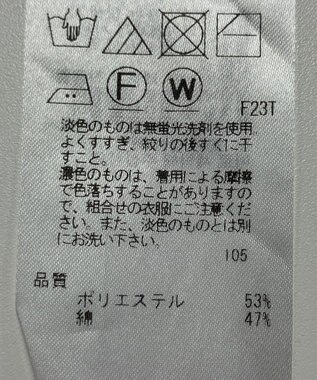 F W
F23T
淡色のものは無蛍光洗剤を使用
よくすすぎ、絞りの後すぐに干
すこと。
濃色のものは、着用による摩擦
で色落ちすることがありますの
で、組合せの衣服にご注意くださ
い。また、淡色のものとは別
にお洗い下さい。
105
品質
ポリエステル 53%
綿 47%